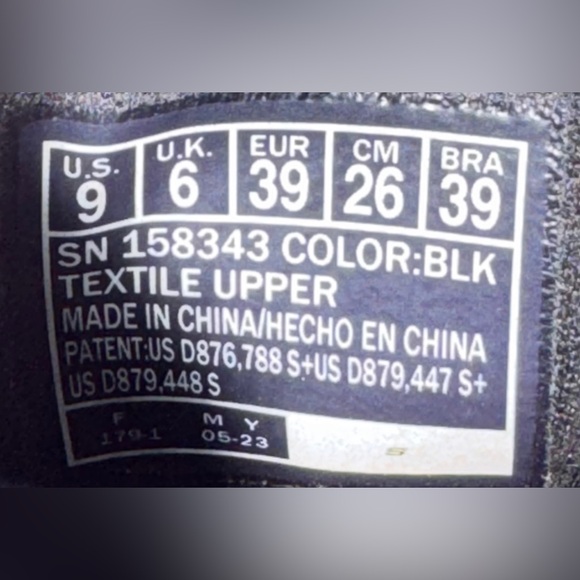 U.S. U.K. EUR CM BRA
9 6 39 26 39
SN 158343 COLOR:BLK
TEXTILE UPPER
MADE IN CHINA/HECHO EN CHINA
PATENT:US D876,788 S+US D879,447 S+
US D879,448 S
F M Y
179-1 05-23